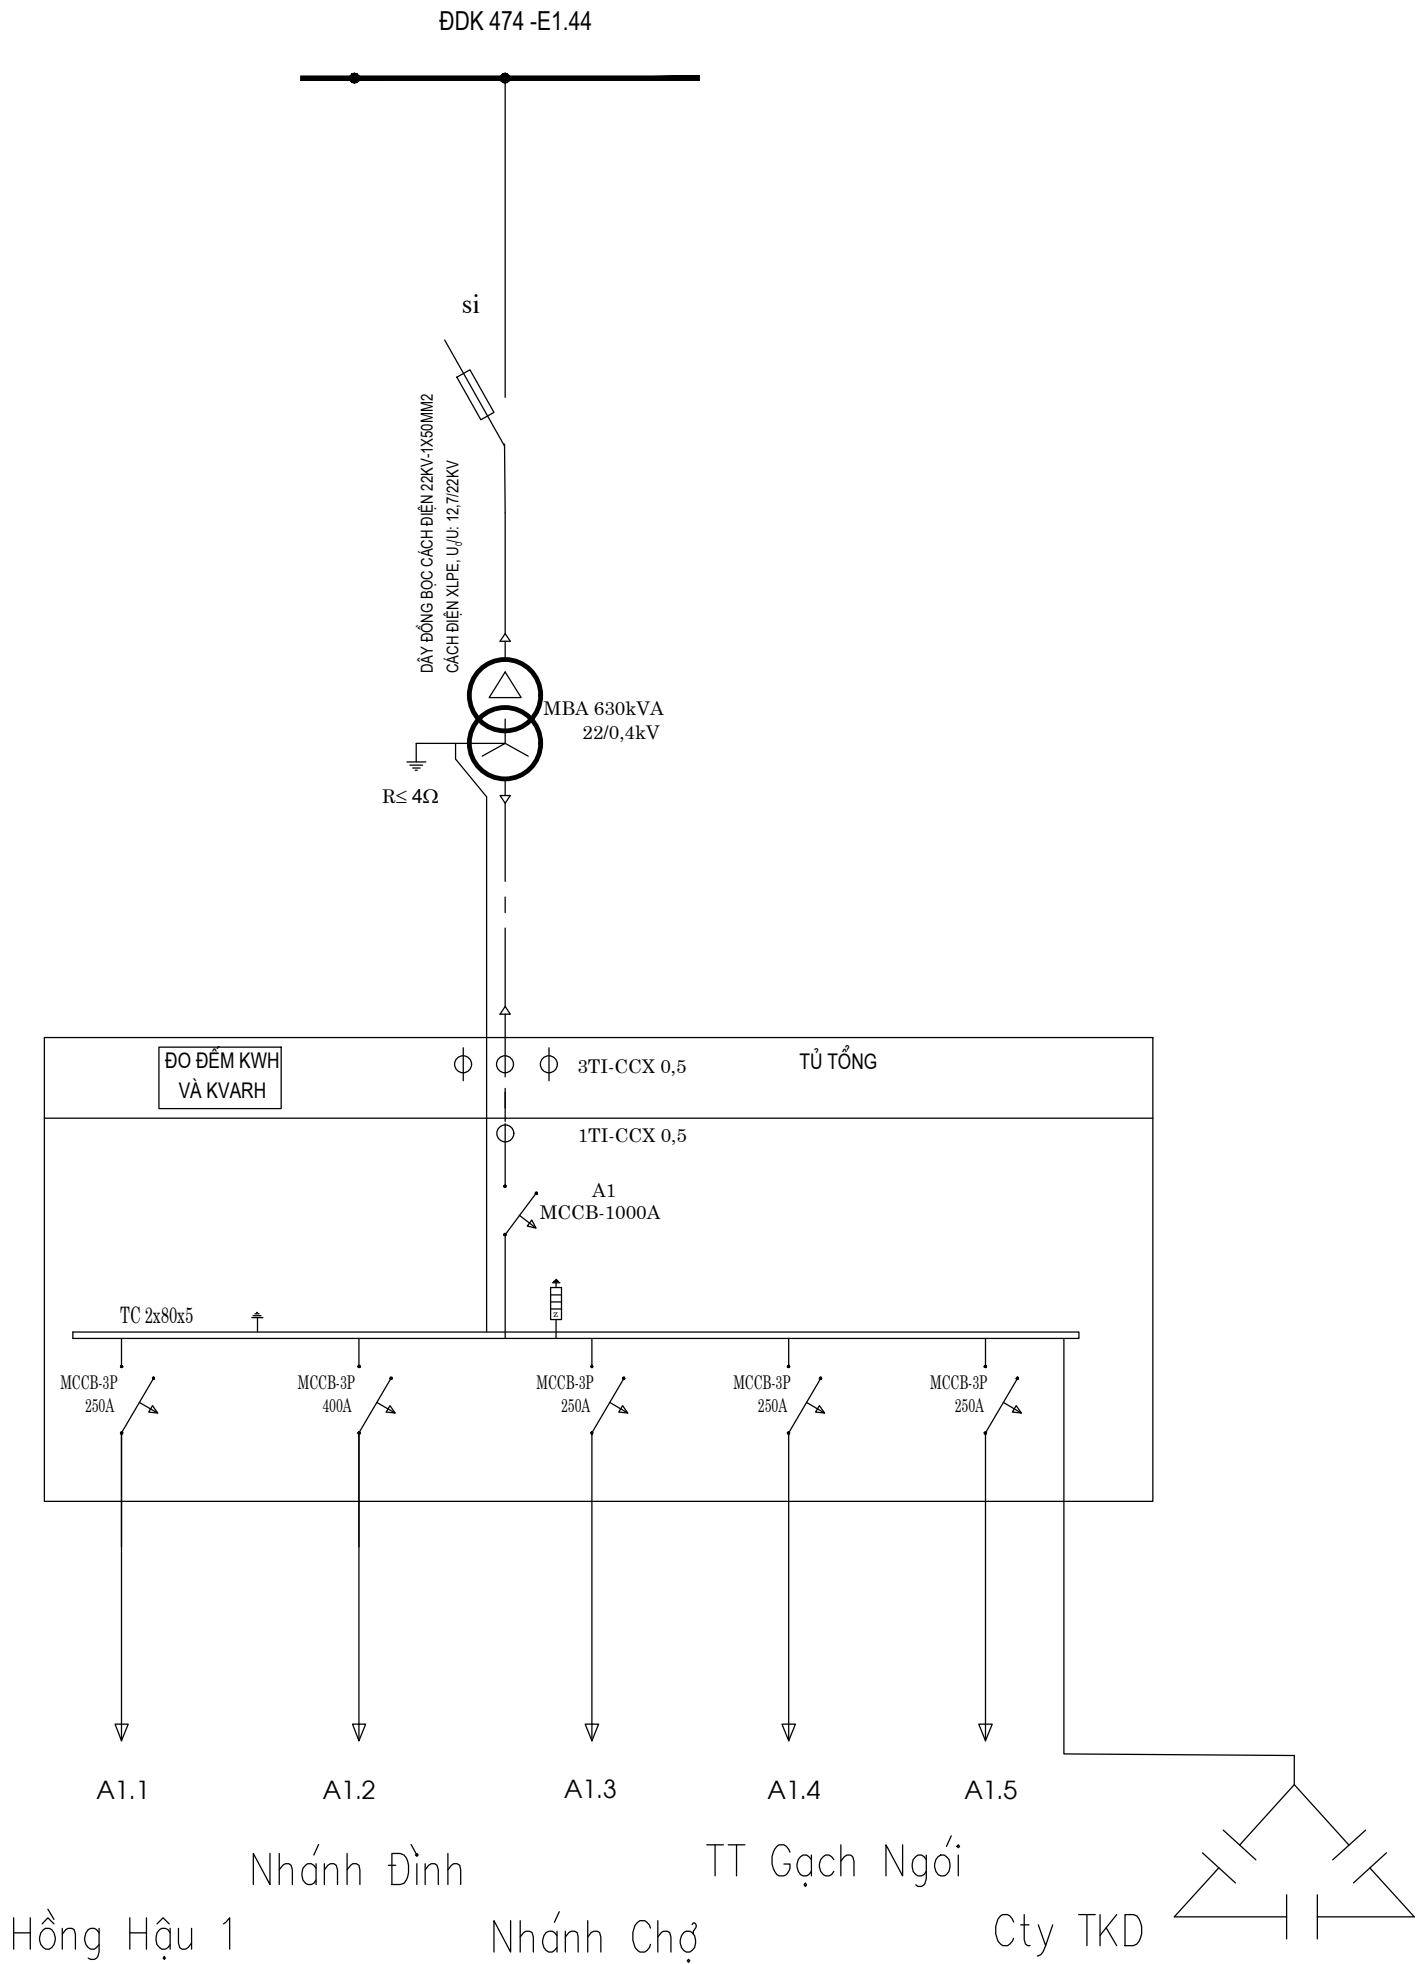 ĐDK 474 -E1.44
si
DÂY ĐỒNG BỌC CÁCH ĐIỆN 22KV-1X50MM2
CÁCH ĐIỆN XLPE, U₀/U: 12,7/22KV
MBA 630kVA
22/0,4kV
R≤ 4Ω
ĐO ĐẾM KWH
VÀ KVARH
3TI-CCX 0,5
TỦ TỔNG
1TI-CCX 0,5
A1
MCCB-1000A
TC 2x80x5
Z
MCCB-3P
250A
MCCB-3P
400A
MCCB-3P
250A
MCCB-3P
250A
MCCB-3P
250A
A1.1
A1.2
A1.3
A1.4
A1.5
Nhánh Đình
TT Gạch Ngói
Hồng Hậu 1
Nhánh Chợ
Cty TKD